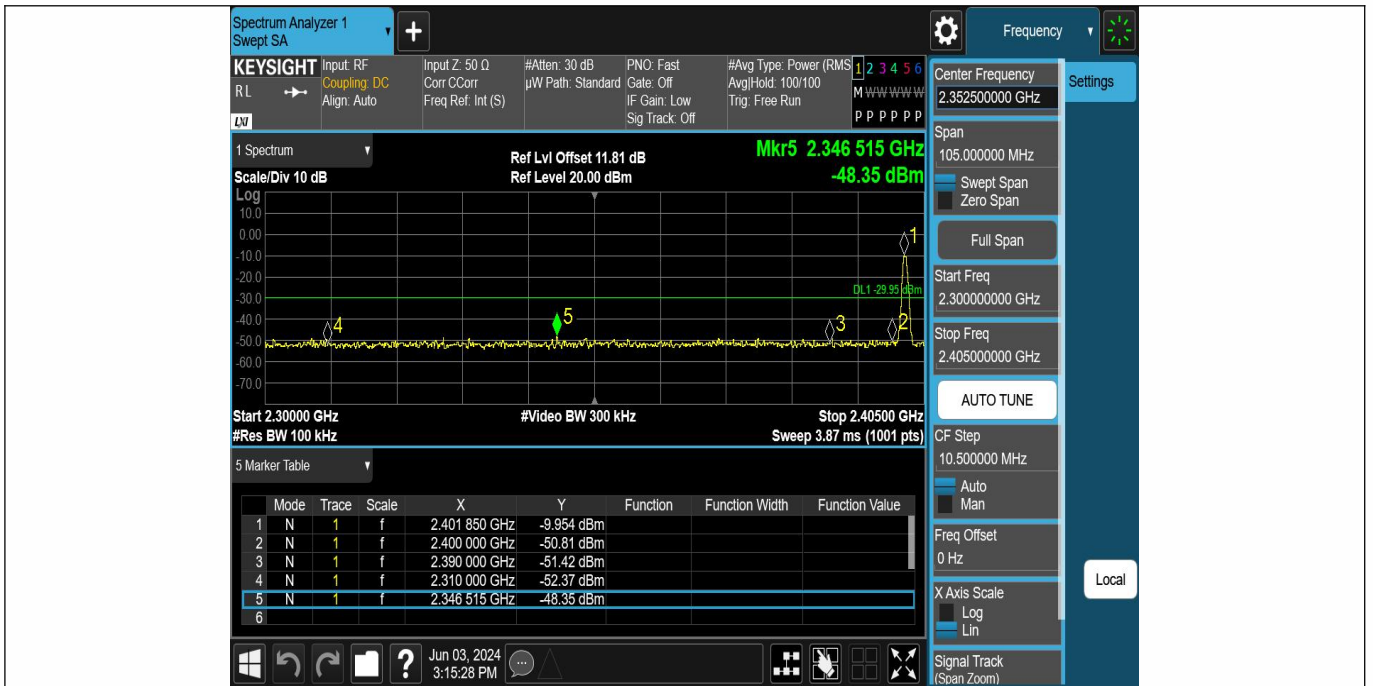 Spectrum Analyzer 1
Swept SA
+
Frequency
KEYSIGHT
RL
LXI
Input: RF
Coupling: DC
Align: Auto
Input Z: 50 Ω
Corr CCorr
Freq Ref: Int (S)
#Atten: 30 dB
µW Path: Standard
PNO: Fast
Gate: Off
IF Gain: Low
Sig Track: Off
#Avg Type: Power (RMS
Avg|Hold: 100/100
Trig: Free Run
1 2 3 4 5 6
M W W W W W
P P P P P P
1 Spectrum
Scale/Div 10 dB
Ref Lvl Offset 11.81 dB
Ref Level 20.00 dBm
Mkr5 2.346 515 GHz
-48.35 dBm
Log
10.0
0.00
-10.0
-20.0
-30.0
-40.0
-50.0
-60.0
-70.0
1
DL1 -29.95 dBm
4
5
3
2
Start 2.30000 GHz
#Video BW 300 kHz
Stop 2.40500 GHz
#Res BW 100 kHz
Sweep 3.87 ms (1001 pts)
5 Marker Table
Mode Trace Scale X Y Function Function Width Function Value
1 N 1 f 2.401 850 GHz -9.954 dBm
2 N 1 f 2.400 000 GHz -50.81 dBm
3 N 1 f 2.390 000 GHz -51.42 dBm
4 N 1 f 2.310 000 GHz -52.37 dBm
5 N 1 f 2.346 515 GHz -48.35 dBm
6
?
Jun 03, 2024
3:15:28 PM
Center Frequency
2.352500000 GHz
Settings
Span
105.000000 MHz
Swept Span
Zero Span
Full Span
Start Freq
2.300000000 GHz
Stop Freq
2.405000000 GHz
AUTO TUNE
CF Step
10.500000 MHz
Auto
Man
Freq Offset
0 Hz
Local
X Axis Scale
Log
Lin
Signal Track
(Span Zoom)